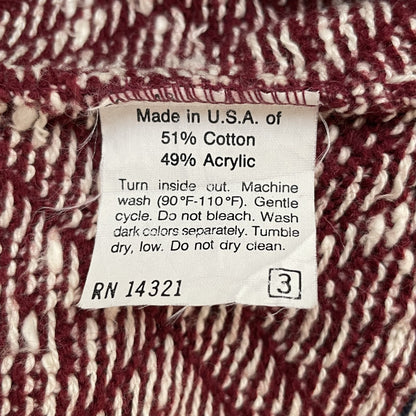 Made in U.S.A. of
51% Cotton
49% Acrylic
Turn inside out. Machine
wash (90°F-110°F). Gentle
cycle. Do not bleach. Wash
dark colors separately. Tumble
dry, low. Do not dry clean.
RN 14321 3